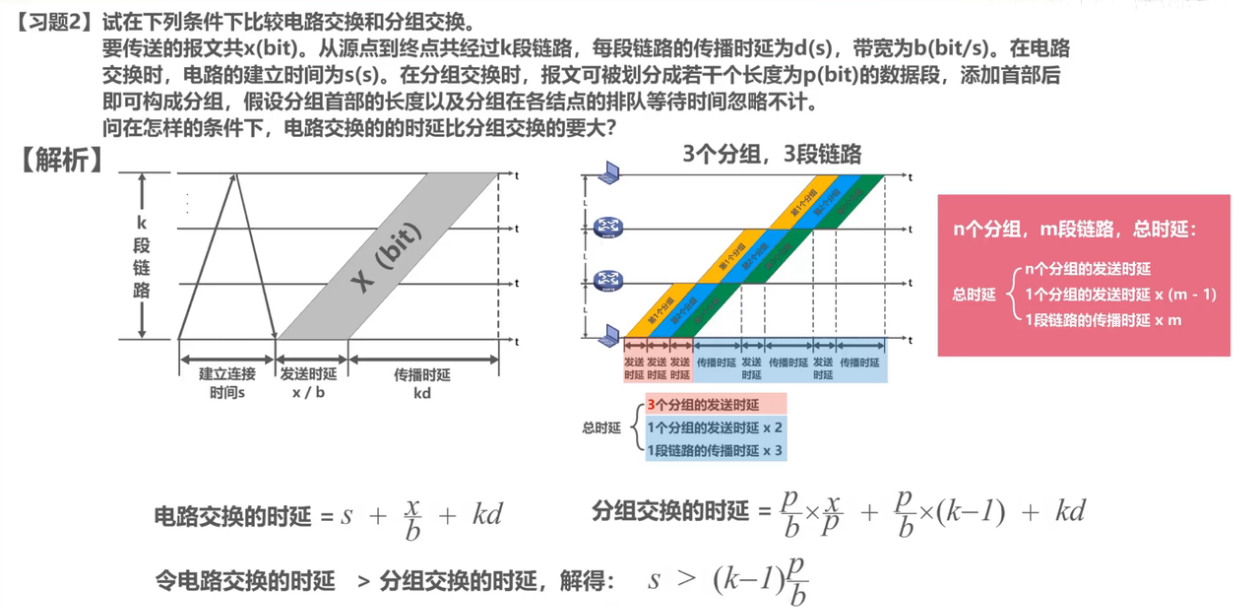 【习题2】试在下列条件下比较电路交换和分组交换。
要传送的报文共x(bit)。从源点到终点共经过k段链路，每段链路的传播时延为d(s)，带宽为b(bit/s)。在电路
交换时，电路的建立时间为s(s)。在分组交换时，报文可被划分成若干个长度为p(bit)的数据段，添加首部后
即可构成分组，假设分组首部的长度以及分组在各结点的排队等待时间忽略不计。
问在怎样的条件下，电路交换的的时延比分组交换的要大？
【解析】
k
段
链
路
X (bit)
t
t
t
t
建立连接
时间s
发送时延
x / b
传播时延
kd
3个分组，3段链路
t
t
t
t
第1个分组
第2个分组
第1个分组
第2个分组
第1个分组
第2个分组
发送
时延
发送
时延
发送
时延
传播时延
发送
时延
传播时延
发送
时延
传播时延
总时延
3个分组的发送时延
1个分组的发送时延 x 2
1段链路的传播时延 x 3
n个分组，m段链路，总时延：
总时延
n个分组的发送时延
1个分组的发送时延 x (m - 1)
1段链路的传播时延 x m
电路交换的时延 = s + x/b + kd
分组交换的时延 = p/b × x/p + p/b ×(k−1) + kd
令电路交换的时延 > 分组交换的时延，解得： s > (k−1)p/b